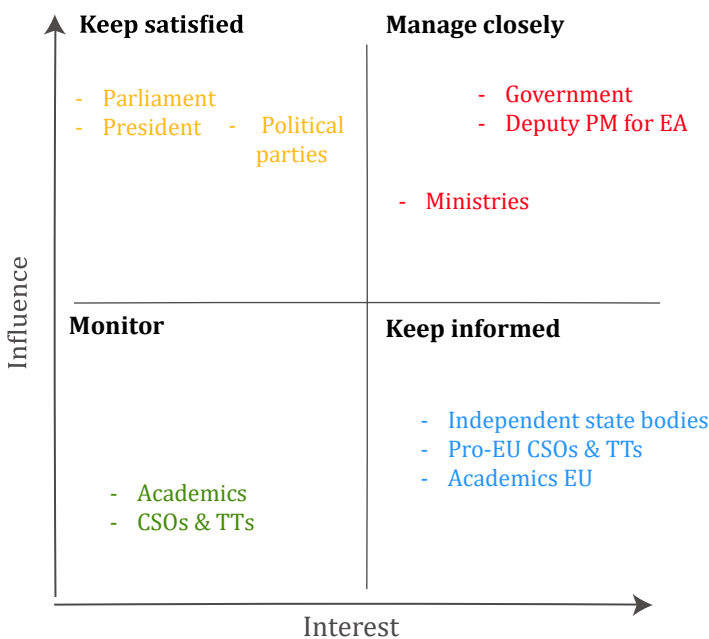 Keep satisfied
Manage closely
- Parliament
- President
- Political
parties
- Government
- Deputy PM for EA
- Ministries
Influence
Monitor
Keep informed
- Academics
- CSOs & TTs
- Independent state bodies
- Pro-EU CSOs & TTs
- Academics EU
Interest